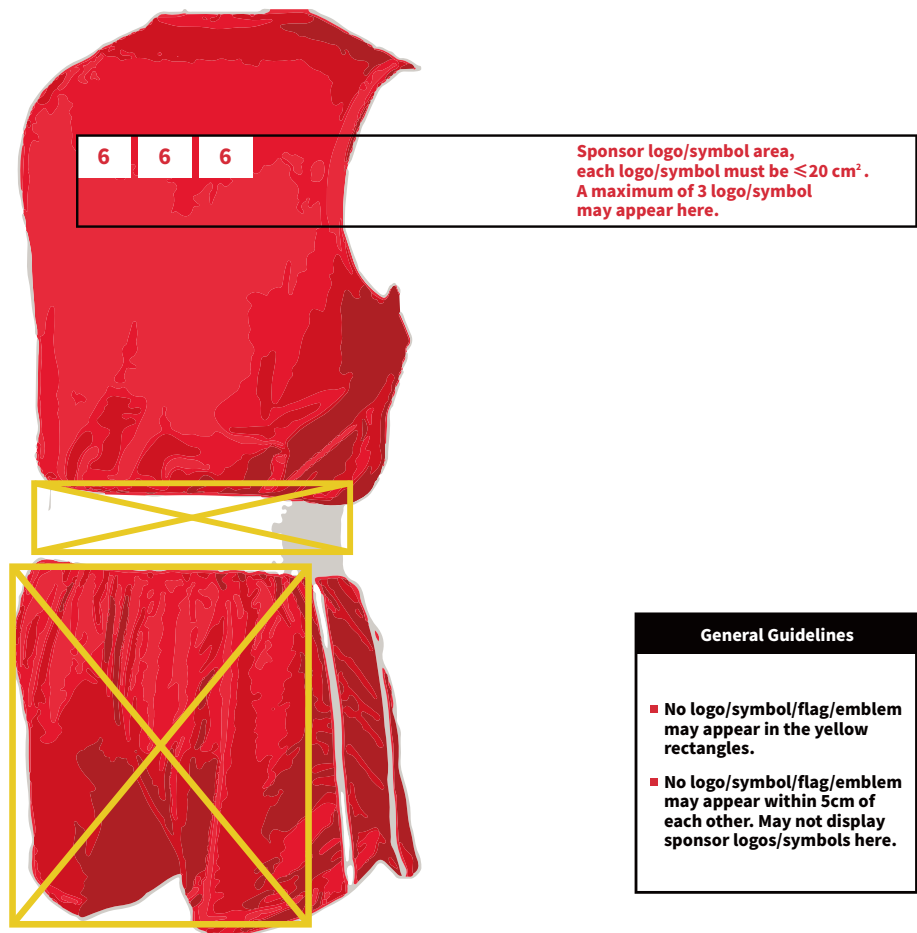 6 6 6
Sponsor logo/symbol area,
each logo/symbol must be ⩽20 cm².
A maximum of 3 logo/symbol
may appear here.
General Guidelines
No logo/symbol/flag/emblem
may appear in the yellow
rectangles.
No logo/symbol/flag/emblem
may appear within 5cm of
each other. May not display
sponsor logos/symbols here.